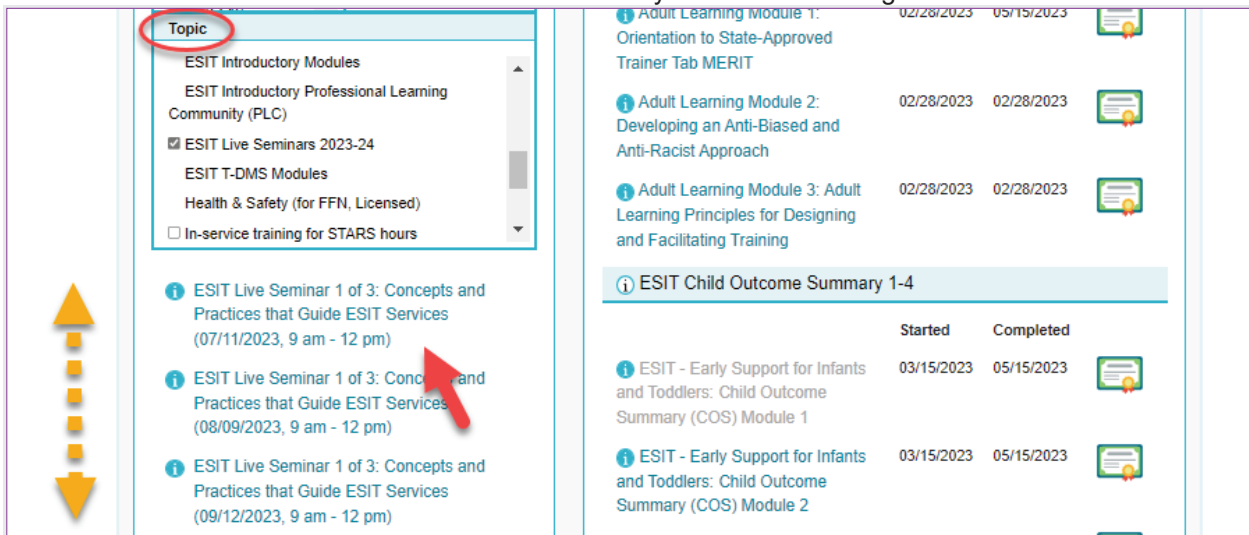 Topic
ESIT Introductory Modules
ESIT Introductory Professional Learning
Community (PLC)
ESIT Live Seminars 2023-24
ESIT T-DMS Modules
Health & Safety (for FFN, Licensed)
In-service training for STARS hours
ESIT Live Seminar 1 of 3: Concepts and
Practices that Guide ESIT Services
(07/11/2023, 9 am - 12 pm)
ESIT Live Seminar 1 of 3: Concepts and
Practices that Guide ESIT Services
(08/09/2023, 9 am - 12 pm)
ESIT Live Seminar 1 of 3: Concepts and
Practices that Guide ESIT Services
(09/12/2023, 9 am - 12 pm)
Adult Learning Module 1: 02/28/2023 05/15/2023
Orientation to State-Approved
Trainer Tab MERIT
Adult Learning Module 2: 02/28/2023 02/28/2023
Developing an Anti-Biased and
Anti-Racist Approach
Adult Learning Module 3: Adult 02/28/2023 02/28/2023
Learning Principles for Designing
and Facilitating Training
ESIT Child Outcome Summary 1-4
Started Completed
ESIT - Early Support for Infants 03/15/2023 05/15/2023
and Toddlers: Child Outcome
Summary (COS) Module 1
ESIT - Early Support for Infants 03/15/2023 05/15/2023
and Toddlers: Child Outcome
Summary (COS) Module 2